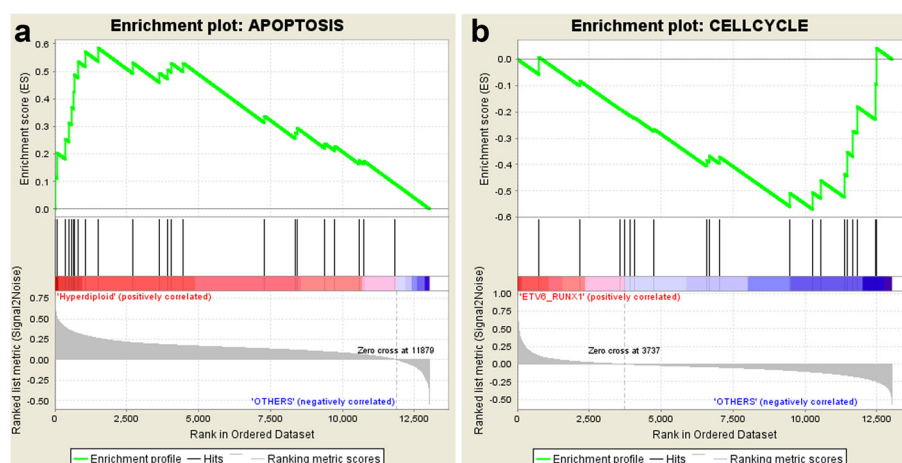 a
Enrichment plot: APOPTOSIS
Enrichment score (ES)
0.6
0.5
0.4
0.3
0.2
0.1
0.0
'Hyperdiploid' (positively correlated)
Ranked list metric (Signal2Noise)
0.75
0.50
0.25
0.00
-0.25
-0.50
Zero cross at 11879
'OTHERS' (negatively correlated)
0
2,500
5,000
7,500
10,000
12,500
Rank in Ordered Dataset
Enrichment profile
Hits
Ranking metric scores
b
Enrichment plot: CELLCYCLE
Enrichment score (ES)
0.0
-0.1
-0.2
-0.3
-0.4
-0.5
-0.6
'ETV6_RUNX1' (positively correlated)
Ranked list metric (Signal2Noise)
1.00
0.75
0.50
0.25
0.00
-0.25
-0.50
Zero cross at 3737
'OTHERS' (negatively correlated)
0
2,500
5,000
7,500
10,000
12,500
Rank in Ordered Dataset
Enrichment profile
Hits
Ranking metric scores